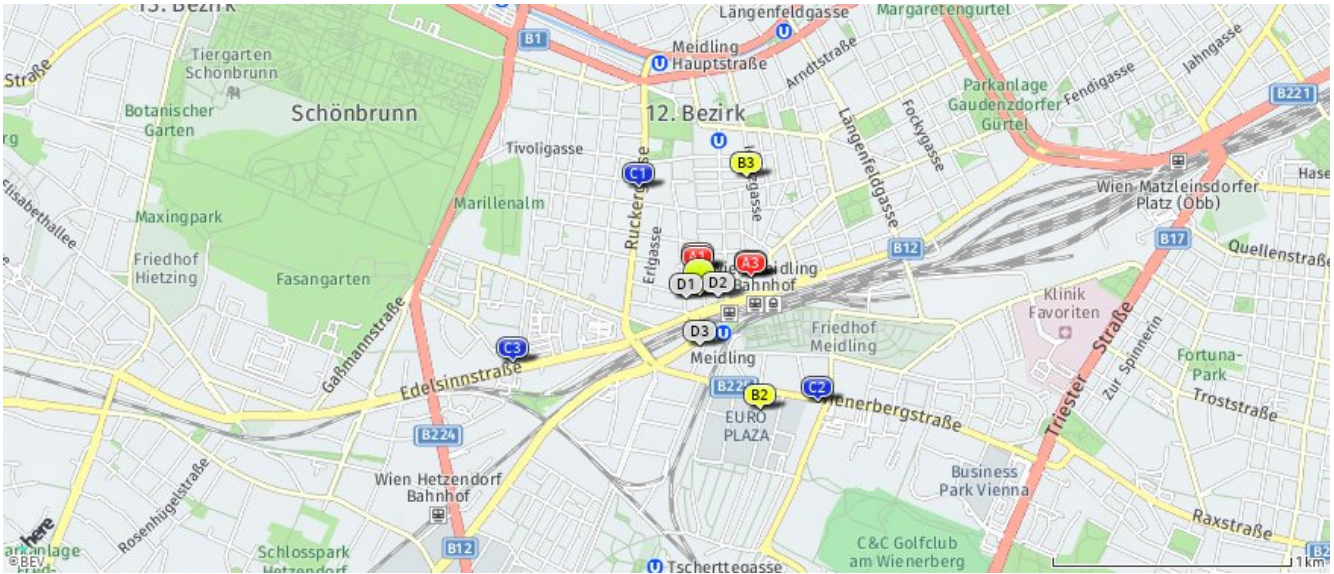 13. Bezirk
Längenfeldgasse
Margaretengürtel
B1
Meidling
Hauptstraße
Arndtstraße
Jahngasse
Straße
Tiergarten
Schönbrunn
Parkanlage
Gaudenzdorfer
Gürtel
Fendigasse
B221
Botanischer
Garten
Schönbrunn
12. Bezirk
Längenfeldgasse
Fockygasse
Tivoligasse
B3
C1
Elisabethallee
Marillenalm
Ruckergasse
Wien Matzleinsdorfer
Platz (Öbb)
Maxingpark
Erlgasse
B12
B17
Quellenstraße
Friedhof
Hietzing
Fasangarten
A1
A3
Wien Meidling
Bahnhof
D1
D2
Klinik
Favoriten
Gaßmannstraße
D3
Meidling
Friedhof
Meidling
Triester Straße
Zur Spinnerin
Fortuna-
Park
C3
Edelsinnstraße
B2
C2
Wienerbergstraße
Troststraße
EURO
PLAZA
B224
Wien Hetzendorf
Bahnhof
Business
Park Vienna
Rosenhügelstraße
Raxstraße
here
©BEV
Schlosspark
Hetzendorf
B12
Tscherttegasse
C&C Golfclub
am Wienerberg
1km